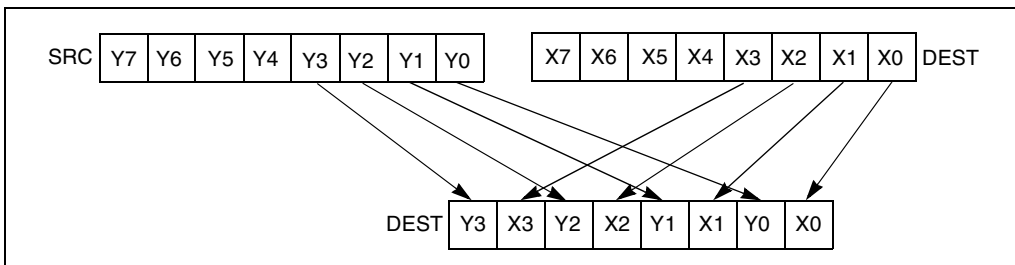 SRC Y7 Y6 Y5 Y4 Y3 Y2 Y1 Y0 X7 X6 X5 X4 X3 X2 X1 X0 DEST
DEST Y3 X3 Y2 X2 Y1 X1 Y0 X0